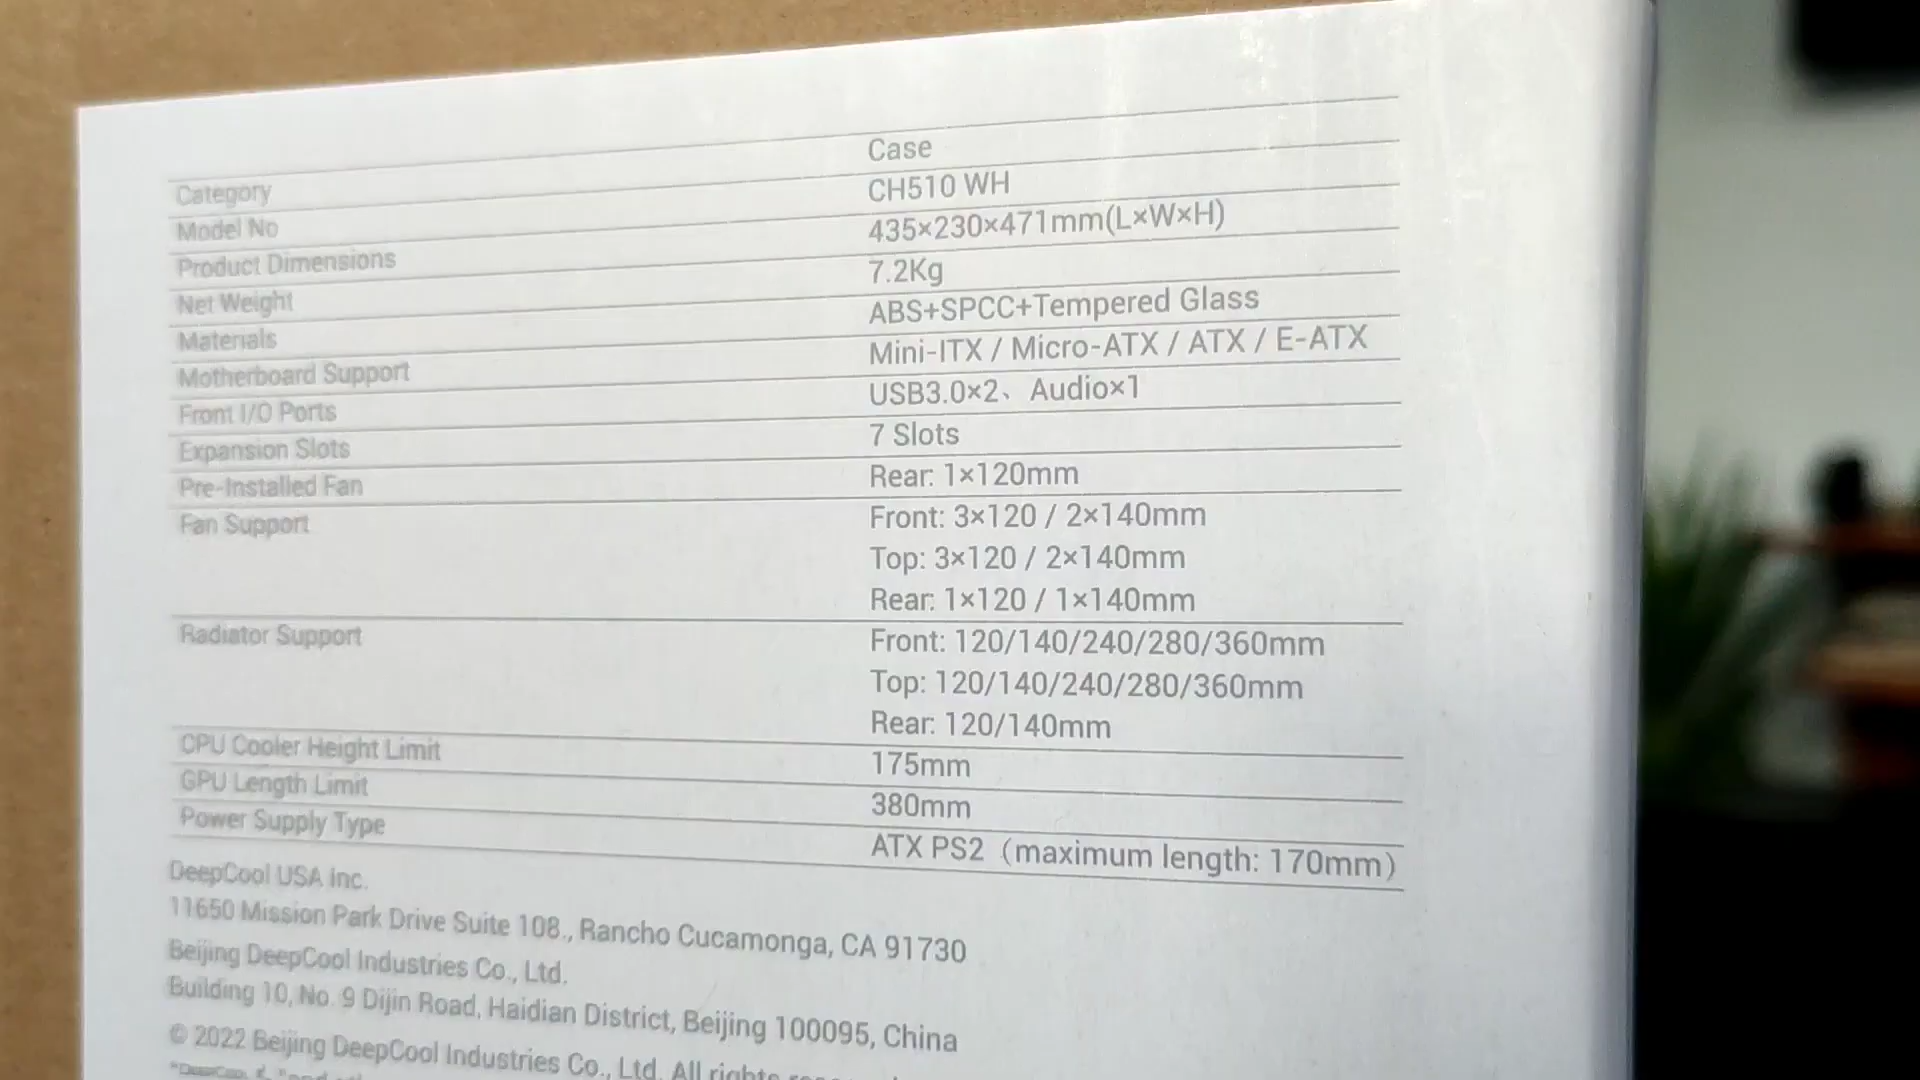 Category Case
Model No CH510 WH
Product Dimensions 435×230×471mm(L×W×H)
Net Weight 7.2Kg
Materials ABS+SPCC+Tempered Glass
Motherboard Support Mini-ITX / Micro-ATX / ATX / E-ATX
Front I/O Ports USB3.0×2、Audio×1
Expansion Slots 7 Slots
Pre-Installed Fan Rear: 1×120mm
Fan Support Front: 3×120 / 2×140mm
Top: 3×120 / 2×140mm
Rear: 1×120 / 1×140mm
Radiator Support Front: 120/140/240/280/360mm
Top: 120/140/240/280/360mm
Rear: 120/140mm
CPU Cooler Height Limit 175mm
GPU Length Limit 380mm
Power Supply Type ATX PS2（maximum length: 170mm）
DeepCool USA Inc.
11650 Mission Park Drive Suite 108., Rancho Cucamonga, CA 91730
Beijing DeepCool Industries Co., Ltd.
Building 10, No. 9 Dijin Road, Haidian District, Beijing 100095, China
© 2022 Beijing DeepCool Industries Co., Ltd. All rights